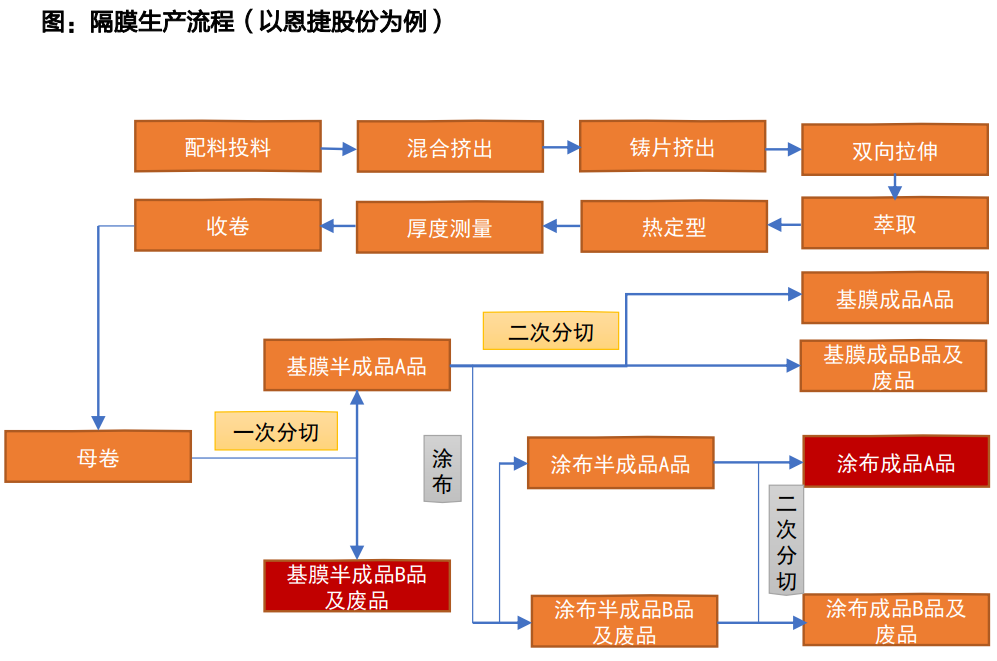 图：隔膜生产流程（以恩捷股份为例）
配料投料
混合挤出
铸片挤出
双向拉伸
收卷
厚度测量
热定型
萃取
基膜成品A品
二次分切
基膜半成品A品
基膜成品B品及
废品
一次分切
母卷
涂
布
涂布半成品A品
涂布成品A品
二
次
分
切
基膜半成品B品
及废品
涂布半成品B品
及废品
涂布成品B品及
废品